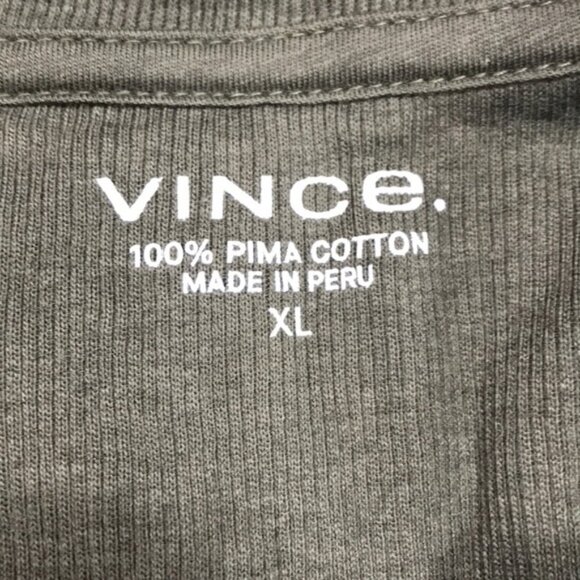 VINCe.
100% PIMA COTTON
MADE IN PERU
XL